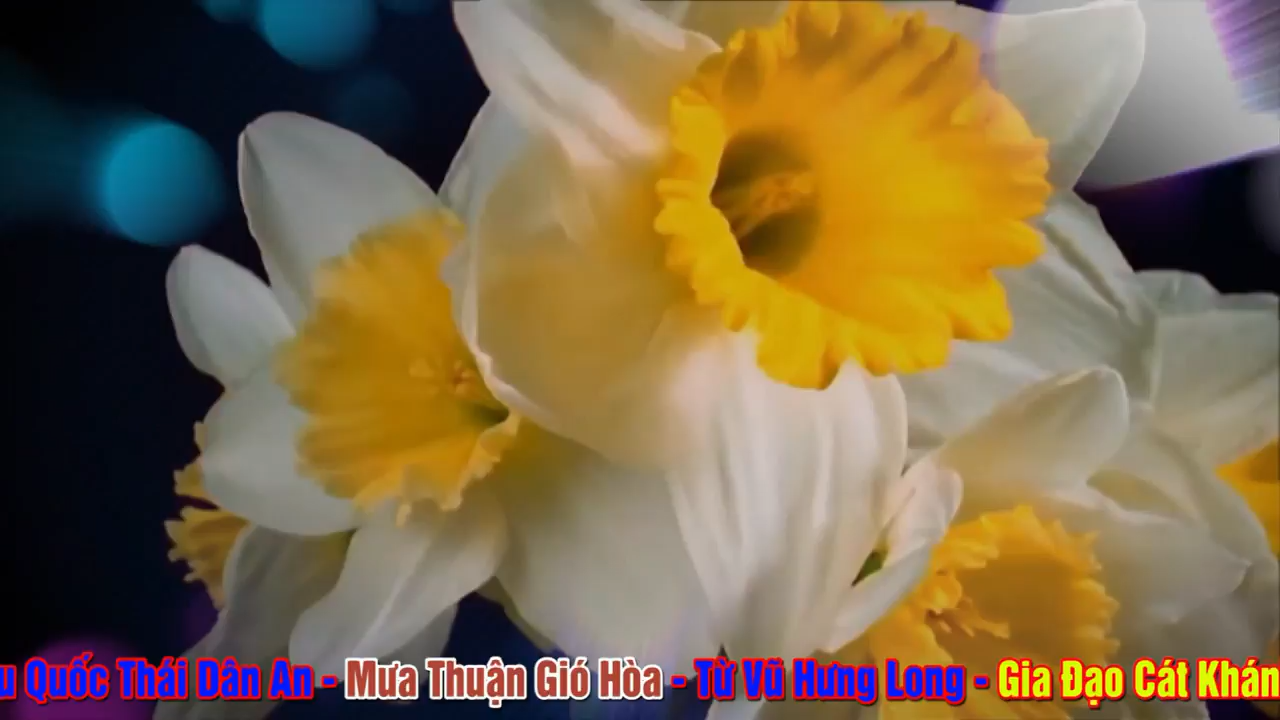 Quốc Thái Dân An - Mưa Thuận Gió Hòa - Từ Vũ Hưng Long - Gia Đạo Cát